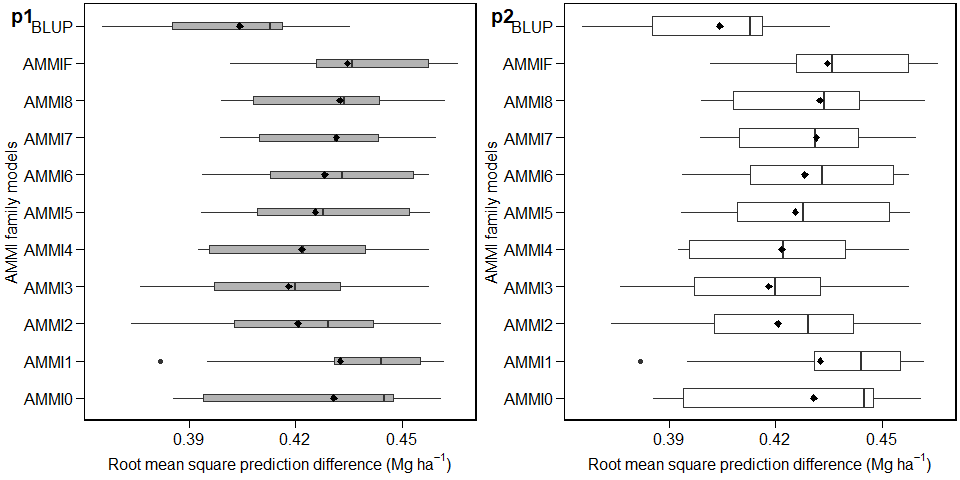 p1
BLUP
AMMIF
AMMI8
AMMI7
AMMI6
AMMI5
AMMI4
AMMI3
AMMI2
AMMI1
AMMI0
AMMI family models
0.39 0.42 0.45
Root mean square prediction difference (Mg ha⁻¹)
p2
BLUP
AMMIF
AMMI8
AMMI7
AMMI6
AMMI5
AMMI4
AMMI3
AMMI2
AMMI1
AMMI0
AMMI family models
0.39 0.42 0.45
Root mean square prediction difference (Mg ha⁻¹)